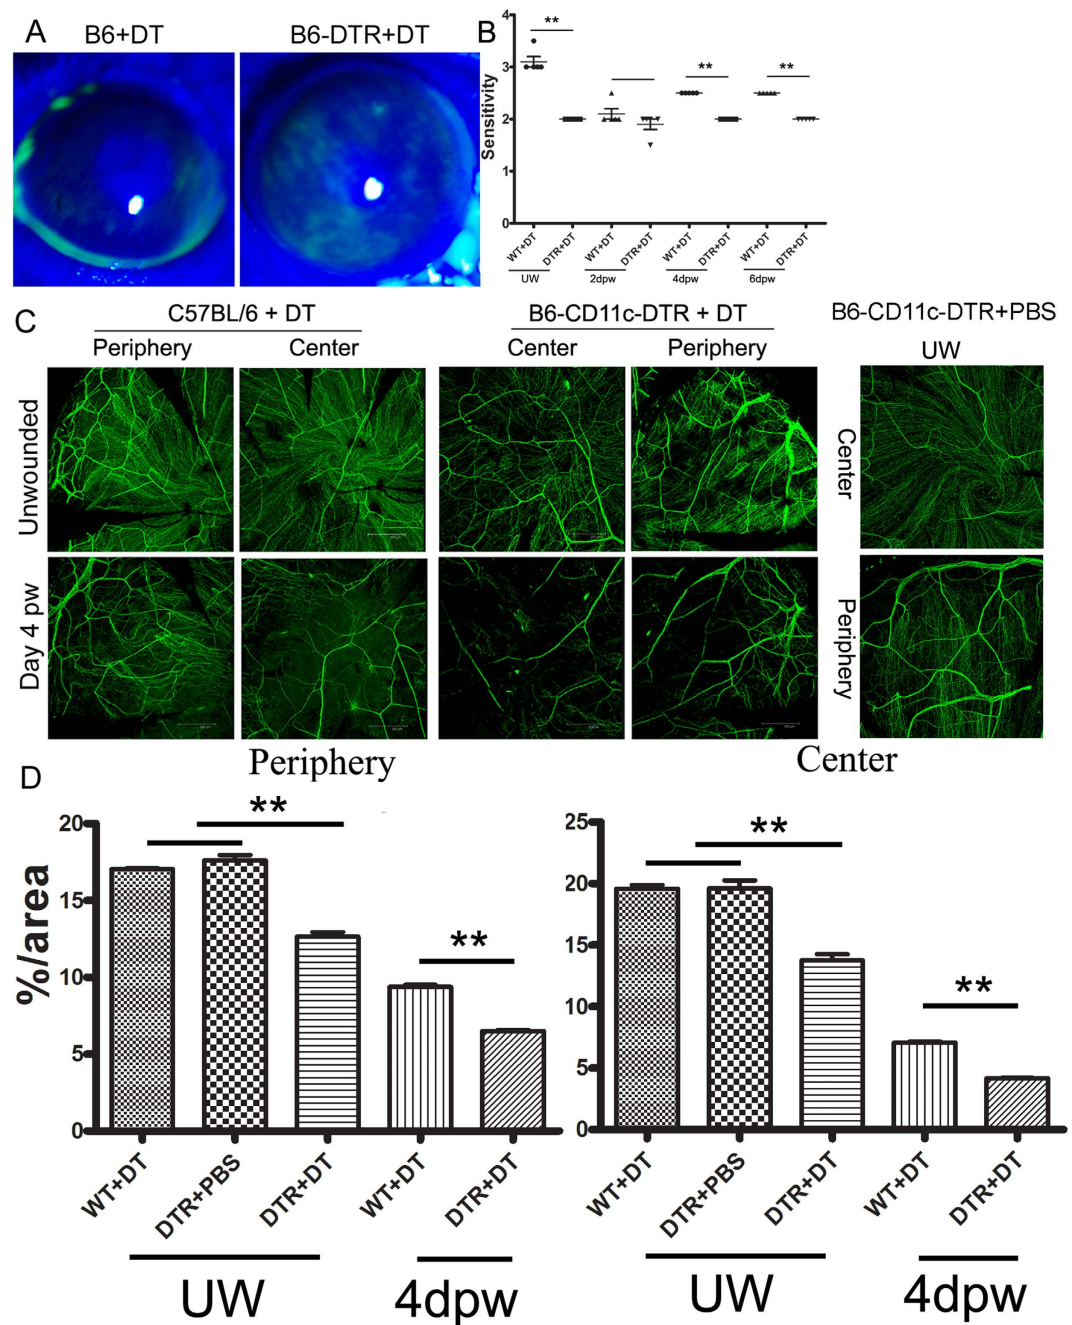 A
B6+DT
B6-DTR+DT
B
Sensitivity
4
3
2
1
0
**
**
**
WT+DT
DTR+DT
WT+DT
DTR+DT
WT+DT
DTR+DT
WT+DT
DTR+DT
UW
2dpw
4dpw
6dpw
C
C57BL/6 + DT
B6-CD11c-DTR + DT
B6-CD11c-DTR+PBS
Periphery
Center
Center
Periphery
UW
Unwounded
Day 4 pw
Center
Periphery
D
Periphery
%/area
20
15
10
5
0
**
**
WT+DT
DTR+PBS
DTR+DT
WT+DT
DTR+DT
UW
4dpw
Center
25
20
15
10
5
0
**
**
WT+DT
DTR+PBS
DTR+DT
WT+DT
DTR+DT
UW
4dpw